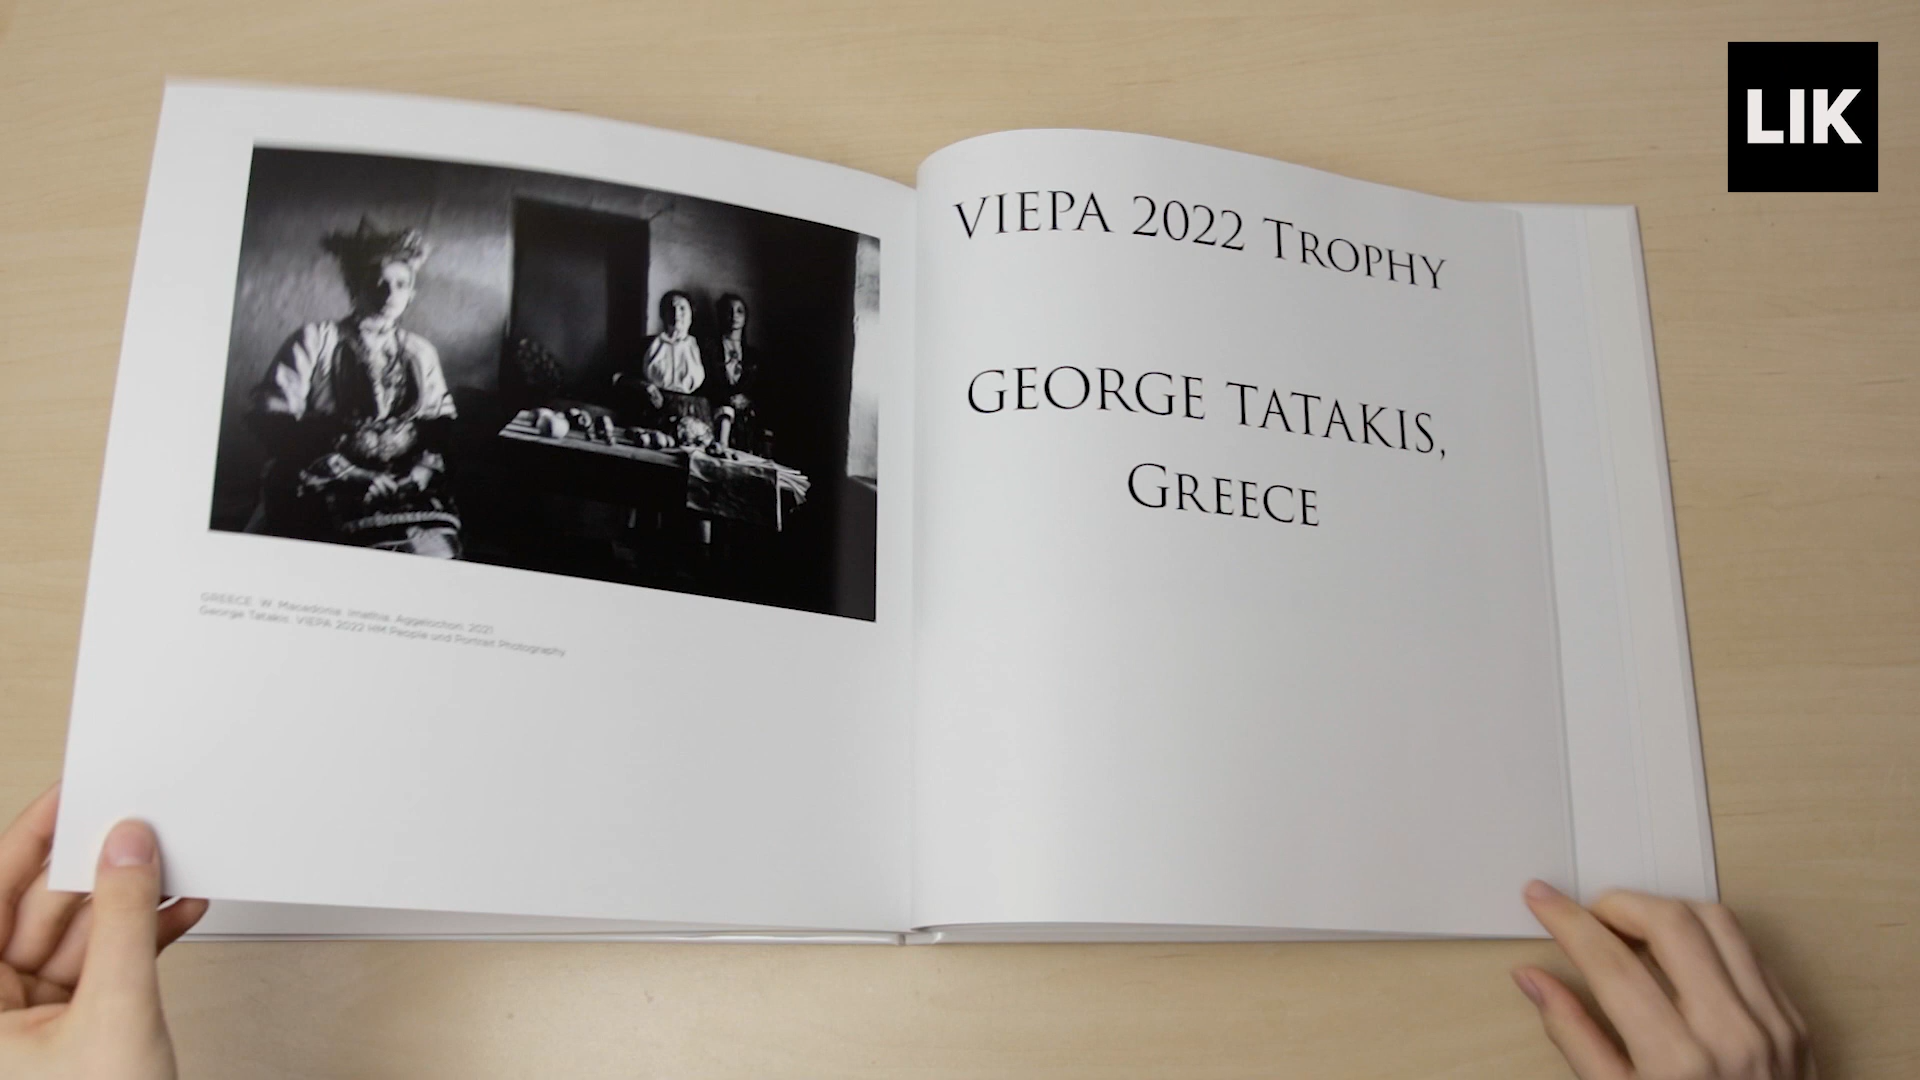 LIK
GREECE. W. Macedonia. Imathia. Aggelochori. 2021
George Tatakis. VIEPA 2022 HM People und Portrait Photography
VIEPA 2022 TROPHY
GEORGE TATAKIS,
GREECE